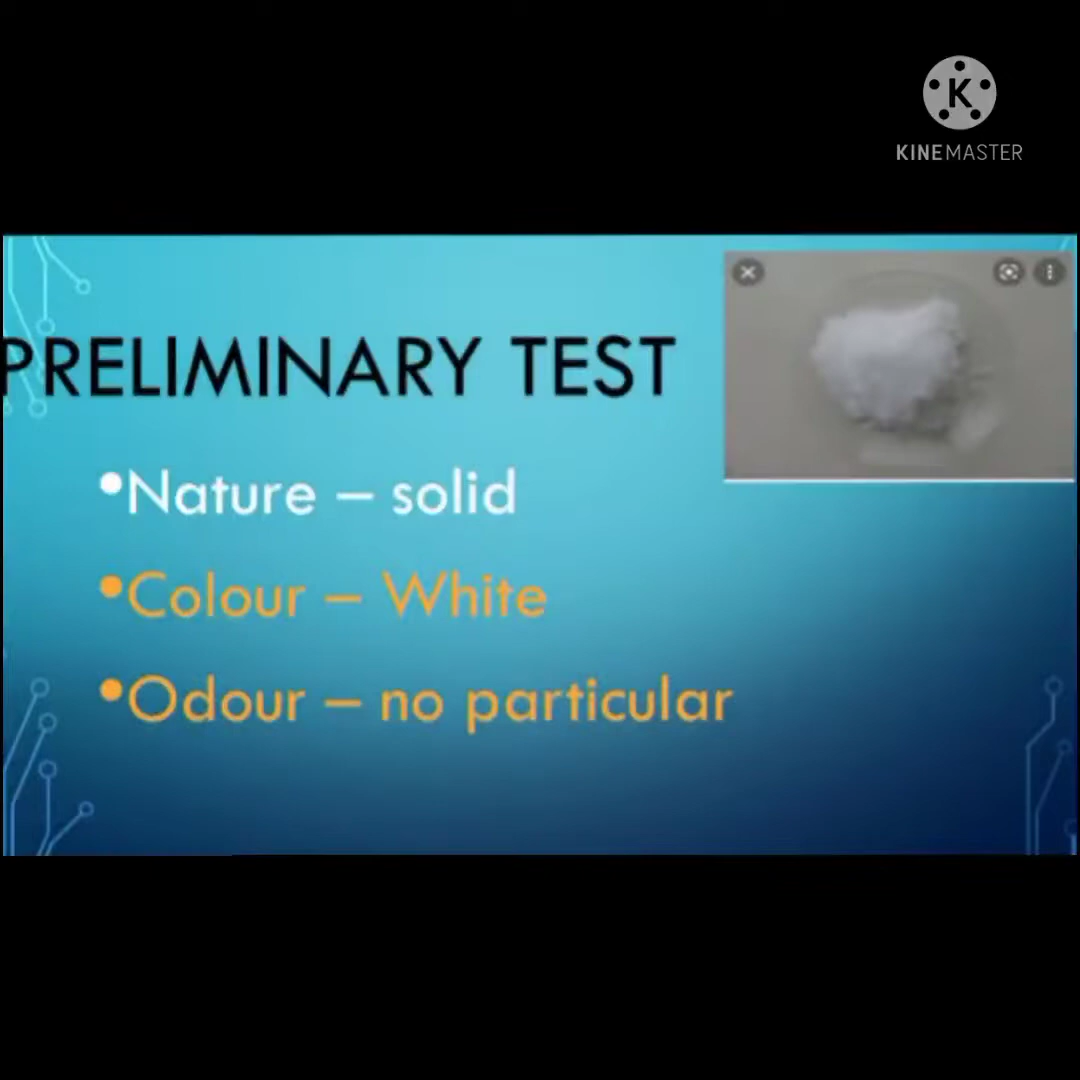 K
KINEMASTER
PRELIMINARY TEST
•Nature – solid
•Colour – White
•Odour – no particular